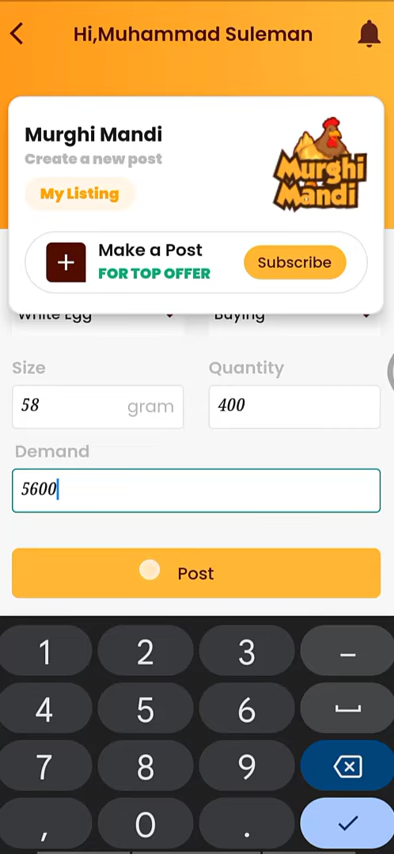 Hi,Muhammad Suleman
Murghi Mandi
Create a new post
My Listing
Murghi
Mandi
Make a Post
FOR TOP OFFER
Subscribe
White Egg
Buying
Size
Quantity
58
gram
400
Demand
5600
Post
1
2
3
–
4
5
6
7
8
9
,
0
.